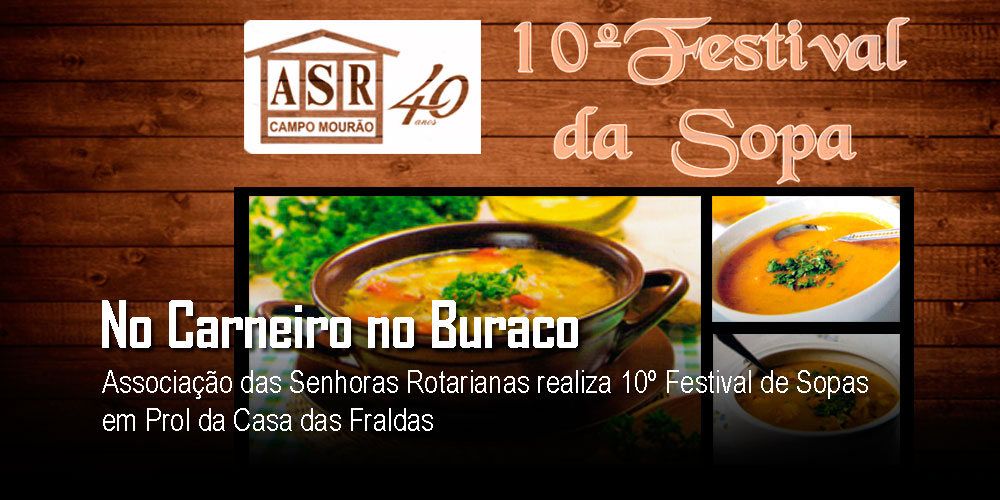 ASR
CAMPO MOURÃO
40
anos
10º Festival
da Sopa
No Carneiro no Buraco
Associação das Senhoras Rotarianas realiza 10º Festival de Sopas
em Prol da Casa das Fraldas